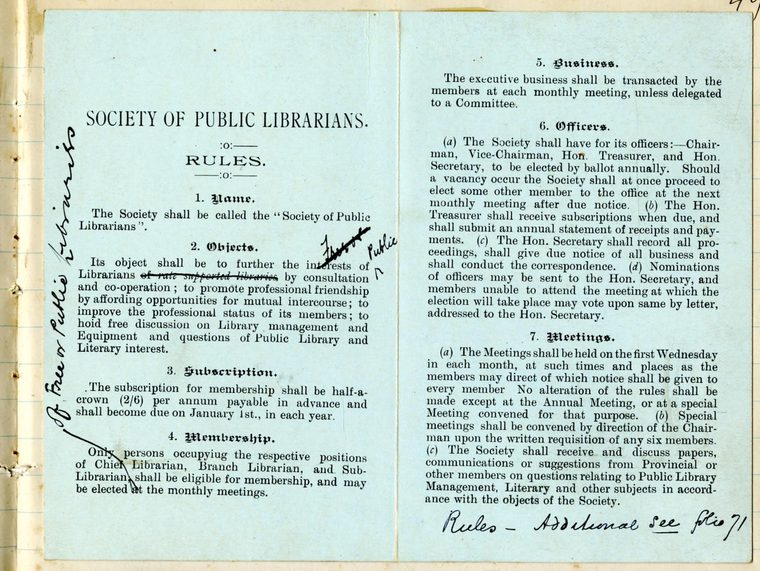 SOCIETY OF PUBLIC LIBRARIANS.
:o:
RULES.
:o:
1. Name.
The Society shall be called the "Society of Public
Librarians".
2. Objects.
Its object shall be to further the interests of
Public
Librarians of rate supported libraries by consultation
and co-operation; to promote professional friendship
by affording opportunities for mutual intercourse; to
improve the professional status of its members; to
hoid free discussion on Library management and
Equipment and questions of Public Library and
Literary interest.
3. Subscription.
The subscription for membership shall be half-a-
crown (2/6) per annum payable in advance and
shall become due on January 1st., in each year.
4. Membership.
Only persons occupying the respective positions
of Chief Librarian, Branch Librarian, and Sub-
Librarian, shall be eligible for membership, and may
be elected at the monthly meetings.
of Free or Public Libraries
5. Business.
The executive business shall be transacted by the
members at each monthly meeting, unless delegated
to a Committee.
6. Officers.
(a) The Society shall have for its officers:—Chair-
man, Vice-Chairman, Hon. Treasurer, and Hon.
Secretary, to be elected by ballot annually. Should
a vacancy occur the Society shall at once proceed to
elect some other member to the office at the next
monthly meeting after due notice. (b) The Hon.
Treasurer shall receive subscriptions when due, and
shall submit an annual statement of receipts and pay-
ments. (c) The Hon. Secretary shall record all pro-
ceedings, shall give due notice of all business and
shall conduct the correspondence. (d) Nominations
of officers may be sent to the Hon. Secretary, and
members unable to attend the meeting at which the
election will take place may vote upon same by letter,
addressed to the Hon. Secretary.
7. Meetings.
(a) The Meetings shall be held on the first Wednesday
in each month, at such times and places as the
members may direct of which notice shall be given to
every member No alteration of the rules shall be
made except at the Annual Meeting, or at a special
Meeting convened for that purpose. (b) Special
meetings shall be convened by direction of the Chair-
man upon the written requisition of any six members.
(c) The Society shall receive and discuss papers,
communications or suggestions from Provincial or
other members on questions relating to Public Library
Management, Literary and other subjects in accord-
ance with the objects of the Society.
Rules – Additional see folio 71